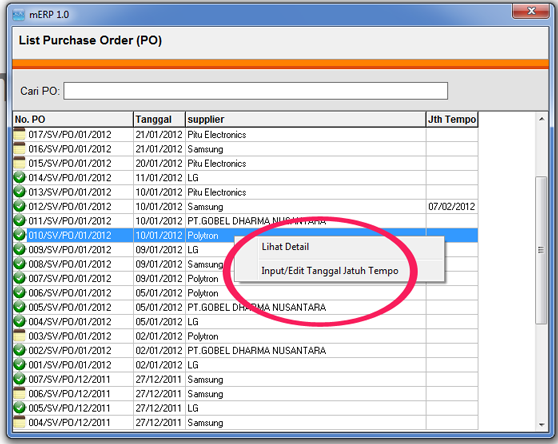 mERP 1.0
List Purchase Order (PO)
Cari PO:
No. PO Tanggal supplier Jth Tempo
017/SV/PO/01/2012 21/01/2012 Pitu Electronics
016/SV/PO/01/2012 21/01/2012 Samsung
015/SV/PO/01/2012 20/01/2012 Pitu Electronics
014/SV/PO/01/2012 11/01/2012 LG
013/SV/PO/01/2012 10/01/2012 Pitu Electronics
012/SV/PO/01/2012 10/01/2012 Samsung 07/02/2012
011/SV/PO/01/2012 10/01/2012 PT.GOBEL DHARMA NUSANTARA
010/SV/PO/01/2012 10/01/2012 Polytron
Lihat Detail
009/SV/PO/01/2012 09/01/2012 LG
008/SV/PO/01/2012 09/01/2012 Samsung
Input/Edit Tanggal Jatuh Tempo
007/SV/PO/01/2012 09/01/2012 Polytron
006/SV/PO/01/2012 05/01/2012 Polytron
005/SV/PO/01/2012 05/01/2012 PT.GOBEL DHARMA NUSANTARA
004/SV/PO/01/2012 05/01/2012 LG
003/SV/PO/01/2012 02/01/2012 Polytron
002/SV/PO/01/2012 02/01/2012 PT.GOBEL DHARMA NUSANTARA
001/SV/PO/01/2012 02/01/2012 LG
007/SV/PO/12/2011 27/12/2011 Samsung
006/SV/PO/12/2011 27/12/2011 Samsung
005/SV/PO/12/2011 27/12/2011 LG
004/SV/PO/12/2011 27/12/2011 Samsung